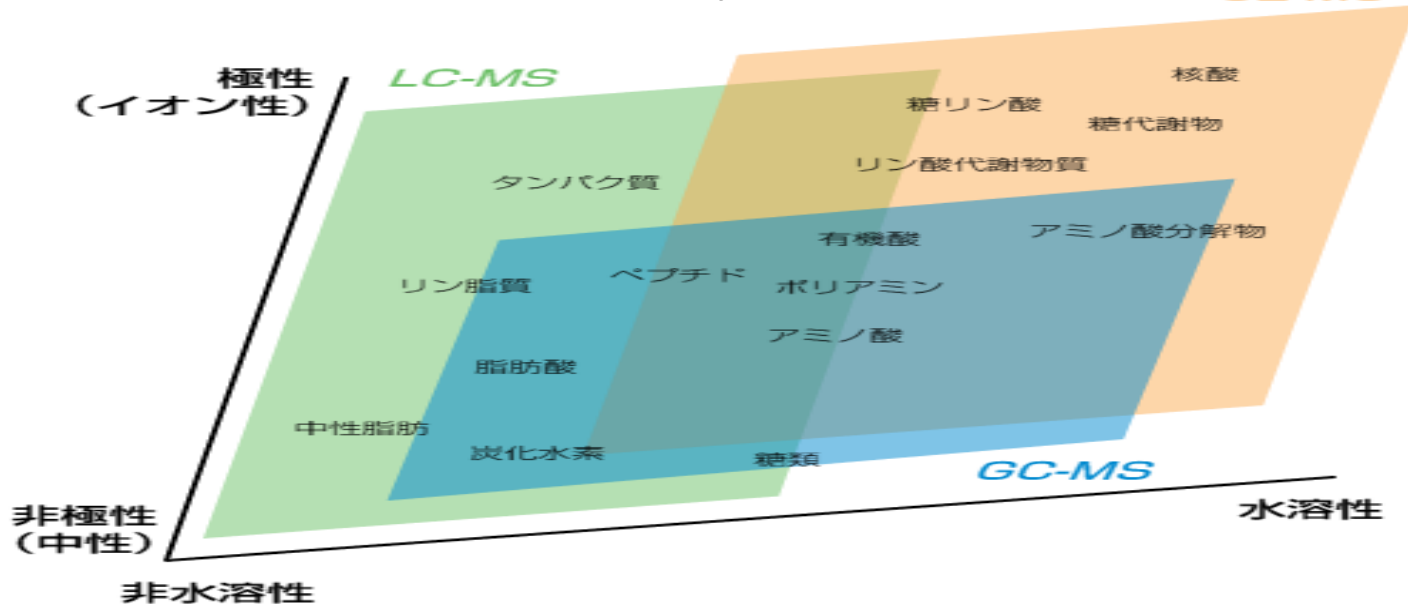 極性
（イオン性）
LC-MS
核酸
糖リン酸
糖代謝物
タンパク質
リン酸代謝物質
有機酸
アミノ酸分解物
ペプチド
リン脂質
ポリアミン
アミノ酸
脂肪酸
中性脂肪
炭化水素
糖類
GC-MS
非極性
（中性）
水溶性
非水溶性